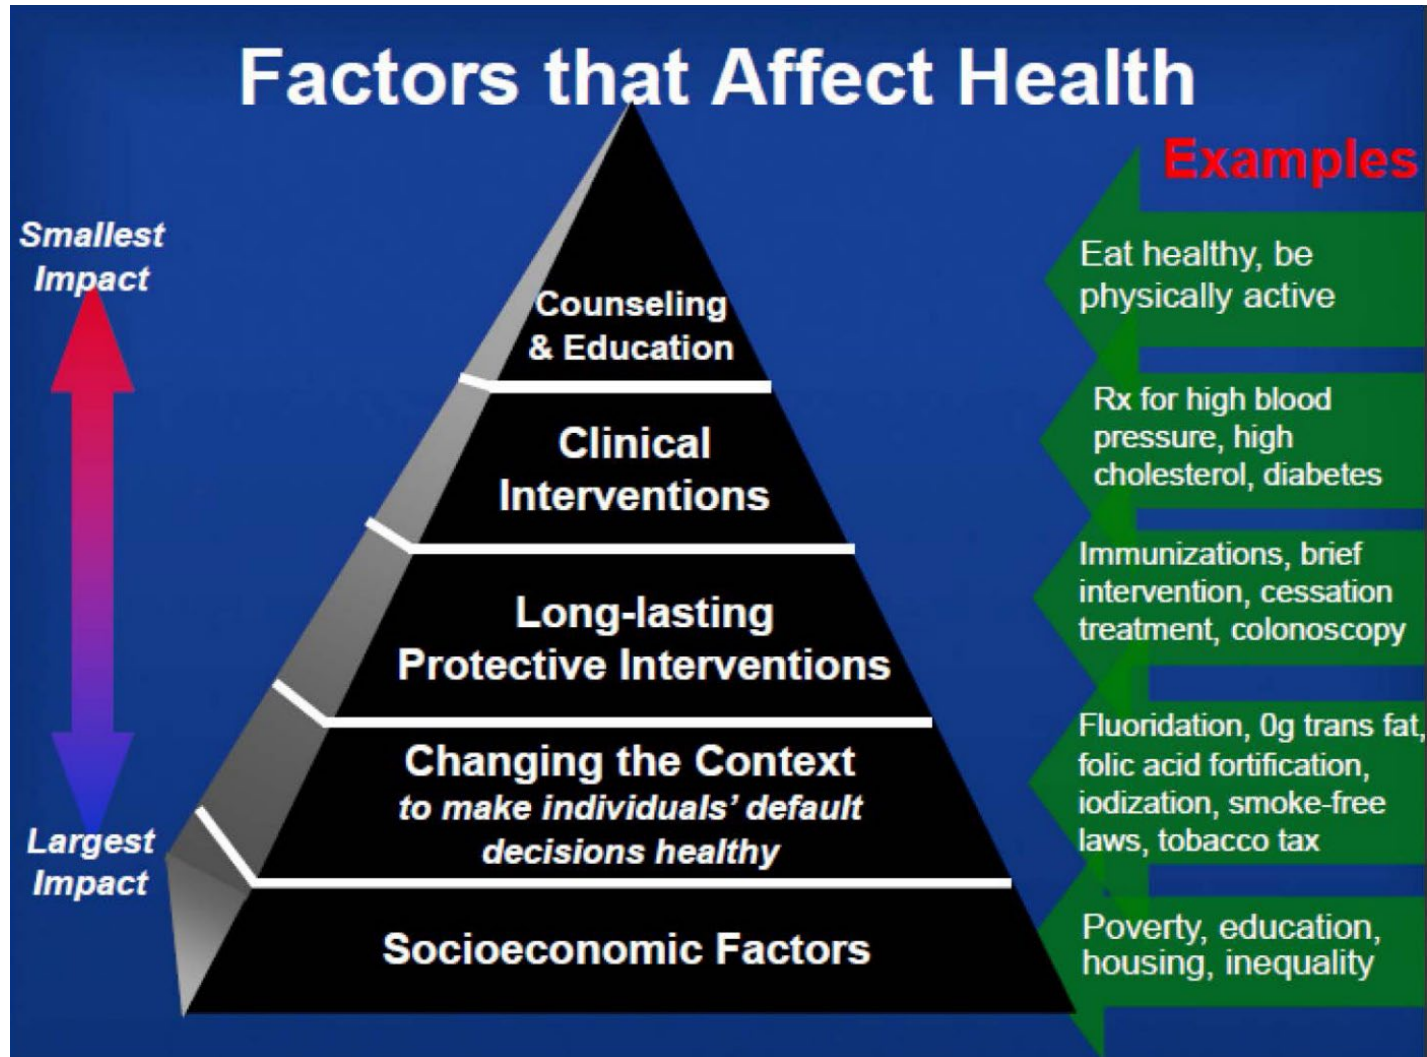 Factors that Affect Health
Examples
Smallest
Impact
Largest
Impact
Counseling
& Education
Clinical
Interventions
Long-lasting
Protective Interventions
Changing the Context
to make individuals’ default
decisions healthy
Socioeconomic Factors
Eat healthy, be
physically active
Rx for high blood
pressure, high
cholesterol, diabetes
Immunizations, brief
intervention, cessation
treatment, colonoscopy
Fluoridation, 0g trans fat,
folic acid fortification,
iodization, smoke-free
laws, tobacco tax
Poverty, education,
housing, inequality